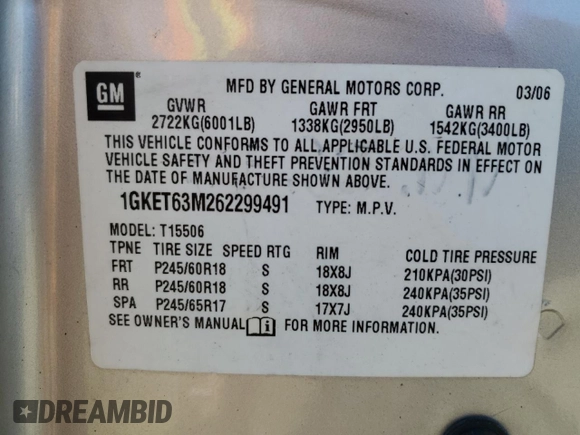 GM ®
MFD BY GENERAL MOTORS CORP. 03/06
GVWR GAWR FRT GAWR RR
2722KG(6001LB) 1338KG(2950LB) 1542KG(3400LB)
THIS VEHICLE CONFORMS TO ALL APPLICABLE U.S. FEDERAL MOTOR
VEHICLE SAFETY AND THEFT PREVENTION STANDARDS IN EFFECT ON
THE DATE OF MANUFACTURE SHOWN ABOVE.
1GKET63M262299491 TYPE: M.P.V.
MODEL: T15506
TPNE TIRE SIZE SPEED RTG RIM COLD TIRE PRESSURE
FRT P245/60R18 S 18X8J 210KPA(30PSI)
RR P245/60R18 S 18X8J 240KPA(35PSI)
SPA P245/65R17 S 17X7J 240KPA(35PSI)
SEE OWNER'S MANUAL FOR MORE INFORMATION.
DREAMBID